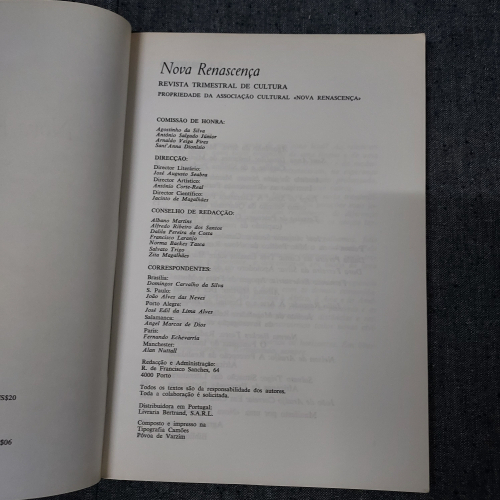 Nova Renascença
REVISTA TRIMESTRAL DE CULTURA
PROPRIEDADE DA ASSOCIAÇÃO CULTURAL «NOVA RENASCENÇA»
COMISSÃO DE HONRA:
Agostinho da Silva
António Salgado Júnior
Arnaldo Veiga Pires
Sant'Anna Dionísio
DIRECÇÃO:
Director Literário:
José Augusto Seabra
Director Artístico:
António Corte-Real
Director Científico:
Jacinto de Magalhães
CONSELHO DE REDACÇÃO:
Albano Martins
Alfredo Ribeiro dos Santos
Dalila Pereira da Costa
Francisco Laranjo
Norma Backes Tasca
Salvato Trigo
Zita Magalhães
CORRESPONDENTES:
Brasília:
Domingos Carvalho da Silva
S. Paulo:
João Alves das Neves
Porto Alegre:
José Edil da Lima Alves
Salamanca:
Angel Marcos de Dios
Paris:
Fernando Echevarria
Manchester:
Alan Nuttall
Redacção e Administração:
R. de Francisco Sanches, 64
4000 Porto
Todos os textos são da responsabilidade dos autores.
Toda a colaboração é solicitada.
Distribuidora em Portugal:
Livraria Bertrand, S.A.R.L.
Composto e impresso na
Tipografia Camões
Póvoa de Varzim
S$20
$06